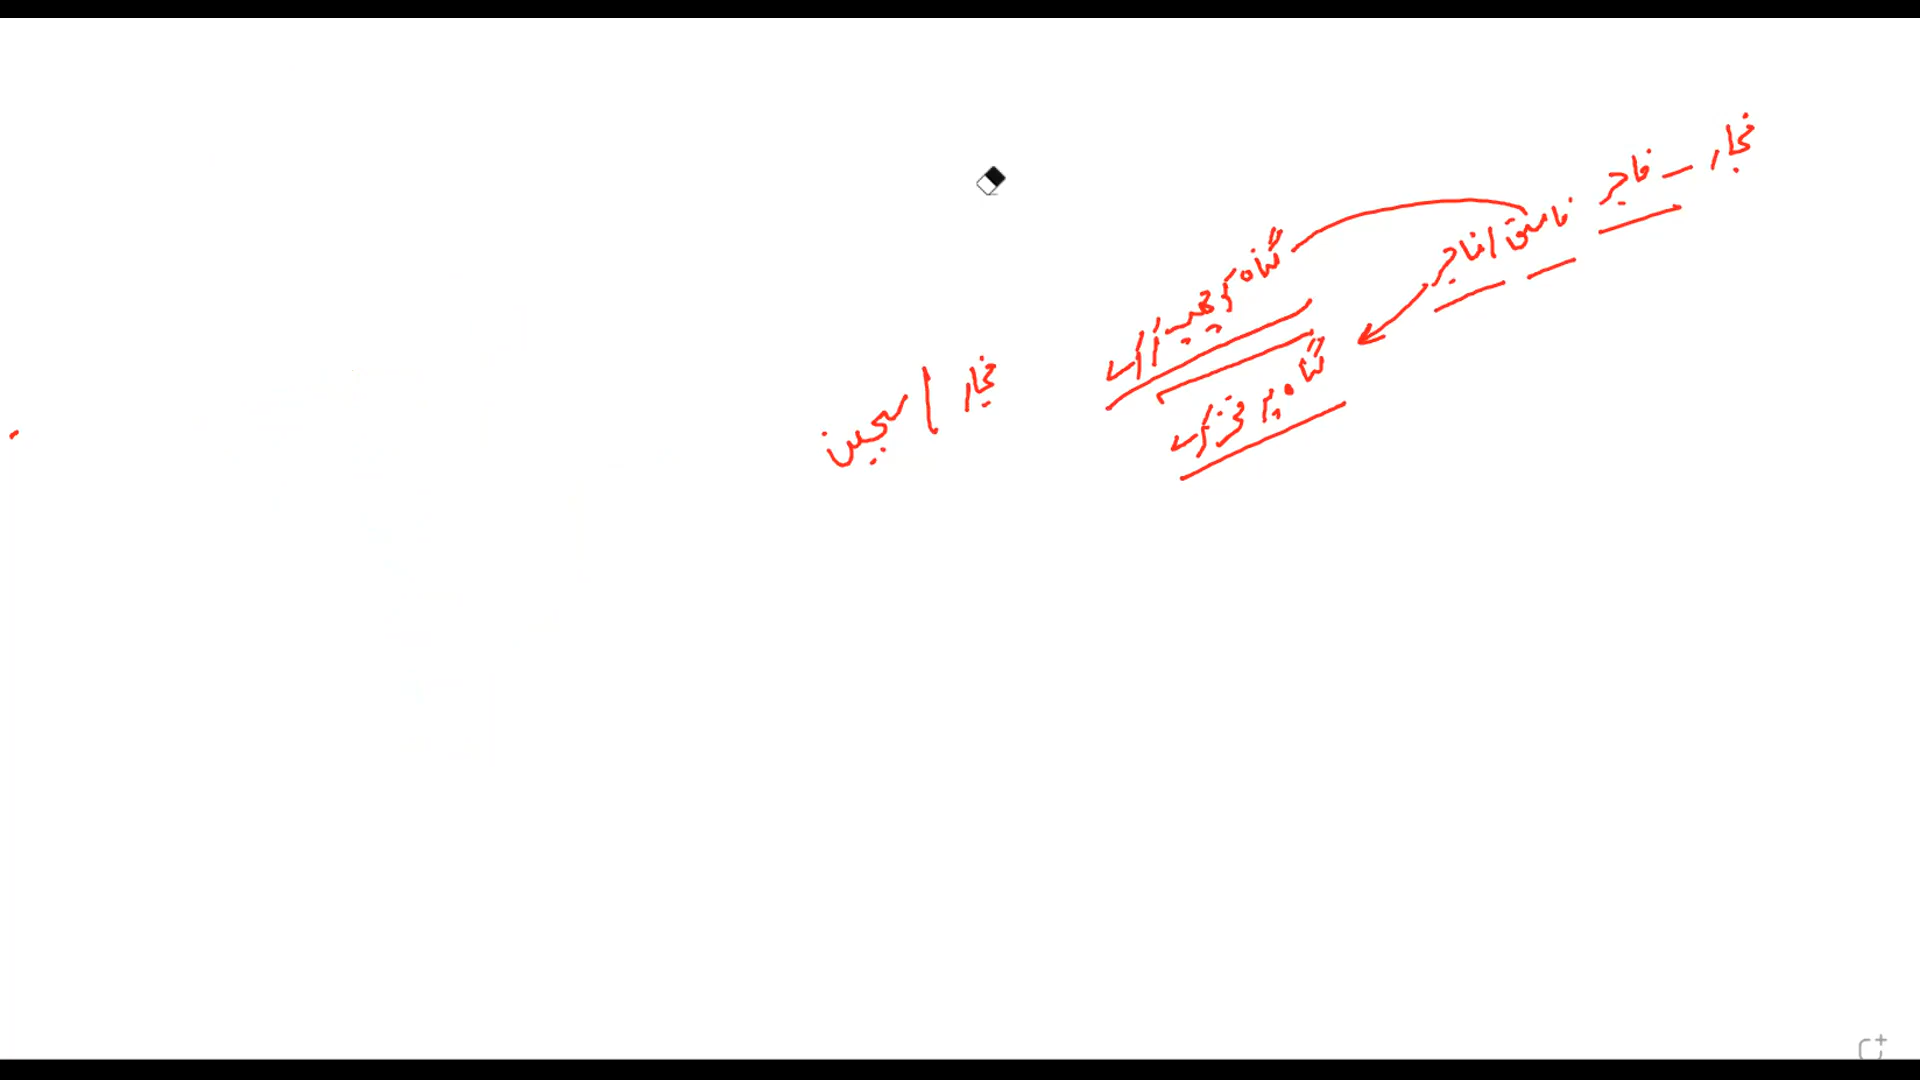 فجار — فاجر
فاسق / فاجر
گناہ کو چھپ کر کرے
گناہ پر فخر کرے
فجار / سجین